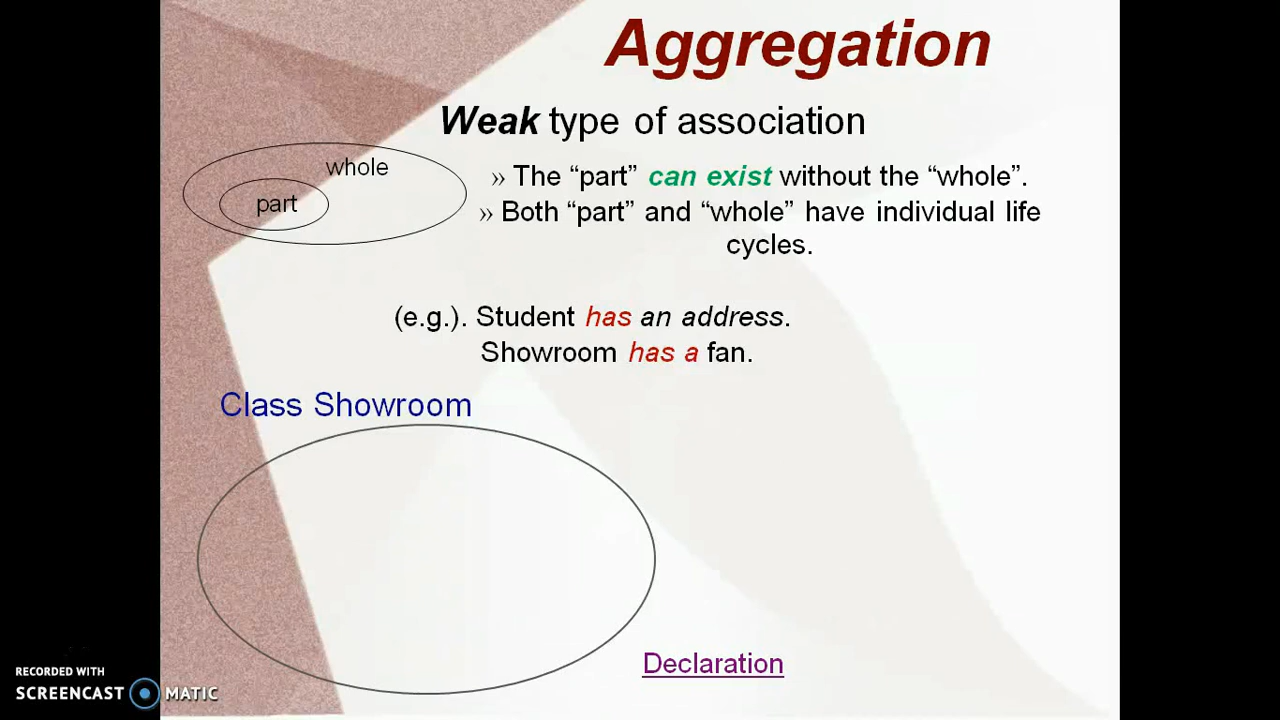 Aggregation
Weak type of association
whole
part
» The “part” can exist without the “whole”.
» Both “part” and “whole” have individual life
cycles.
(e.g.). Student has an address.
Showroom has a fan.
Class Showroom
Declaration
RECORDED WITH
SCREENCAST MATIC